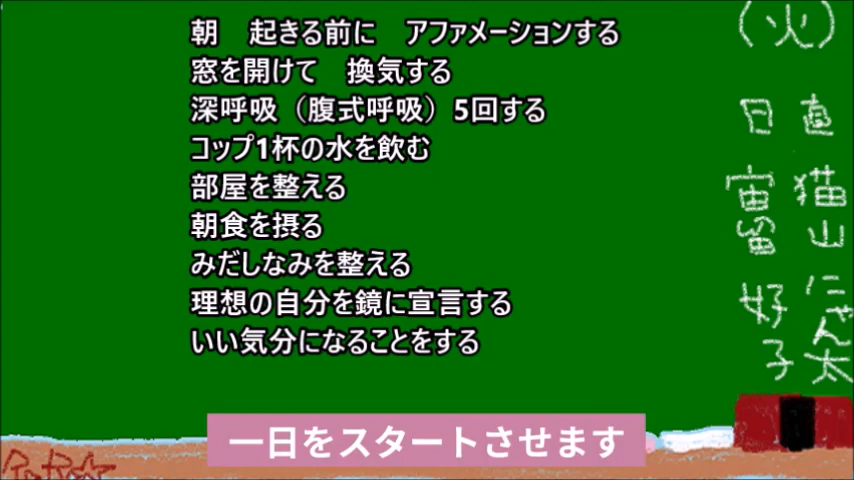 朝　起きる前に　アファメーションする
窓を開けて　換気する
深呼吸（腹式呼吸）5回する
コップ1杯の水を飲む
部屋を整える
朝食を摂る
みだしなみを整える
理想の自分を鏡に宣言する
いい気分になることをする
（火）
日直
猫山にゃん太
宙留好子
一日をスタートさせます